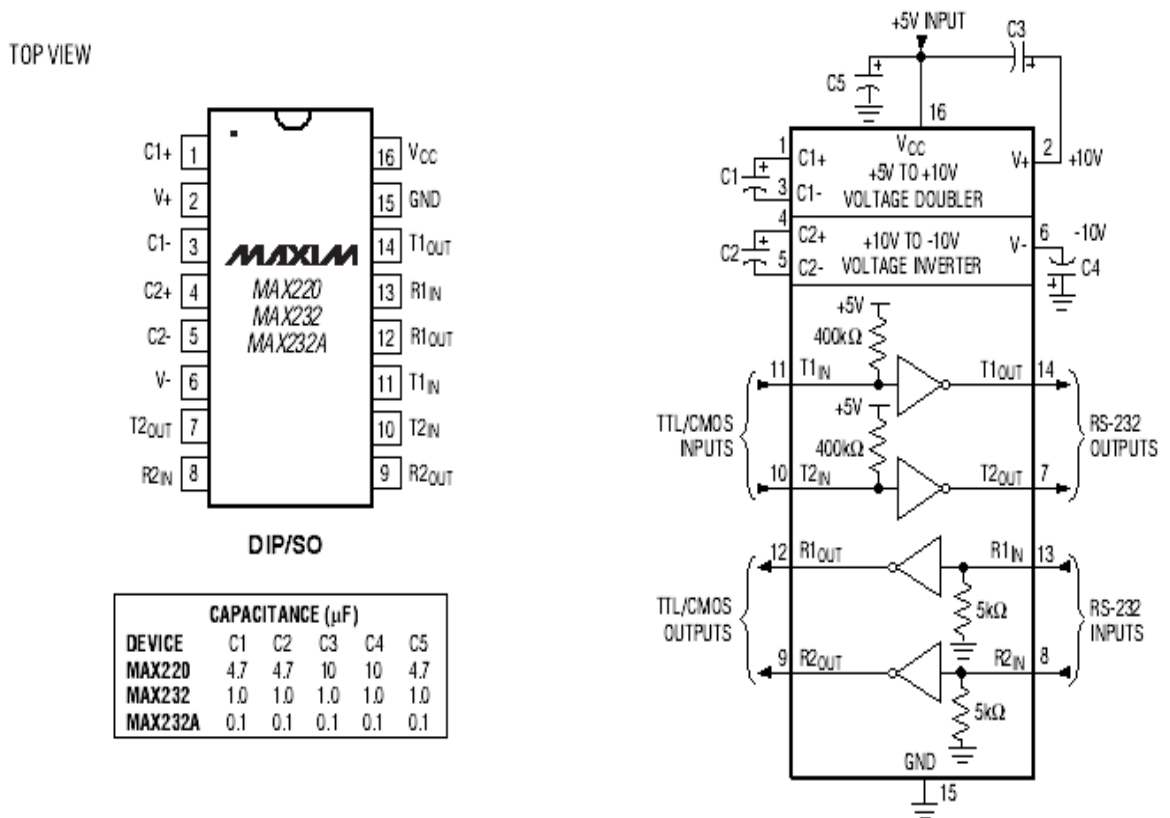 TOP VIEW
C1+ 1
V+ 2
C1- 3
C2+ 4
C2- 5
V- 6
T2OUT 7
R2IN 8
16 VCC
15 GND
14 T1OUT
13 R1IN
12 R1OUT
11 T1IN
10 T2IN
9 R2OUT
MAXIM
MAX220
MAX232
MAX232A
DIP/SO
CAPACITANCE (μF)
DEVICE C1 C2 C3 C4 C5
MAX220 4.7 4.7 10 10 4.7
MAX232 1.0 1.0 1.0 1.0 1.0
MAX232A 0.1 0.1 0.1 0.1 0.1
+5V INPUT
C3
+
C5 +
16
VCC
1 C1+
C1 +
3 C1-
+5V TO +10V
VOLTAGE DOUBLER
V+ 2 +10V
4 C2+
C2 +
5 C2-
+10V TO -10V
VOLTAGE INVERTER
V- 6 -10V
C4
+
+5V
400kΩ
11 T1IN T1OUT 14
+5V
400kΩ
TTL/CMOS
INPUTS
RS-232
OUTPUTS
10 T2IN T2OUT 7
12 R1OUT R1IN 13
5kΩ
TTL/CMOS
OUTPUTS
RS-232
INPUTS
9 R2OUT R2IN 8
5kΩ
GND
15